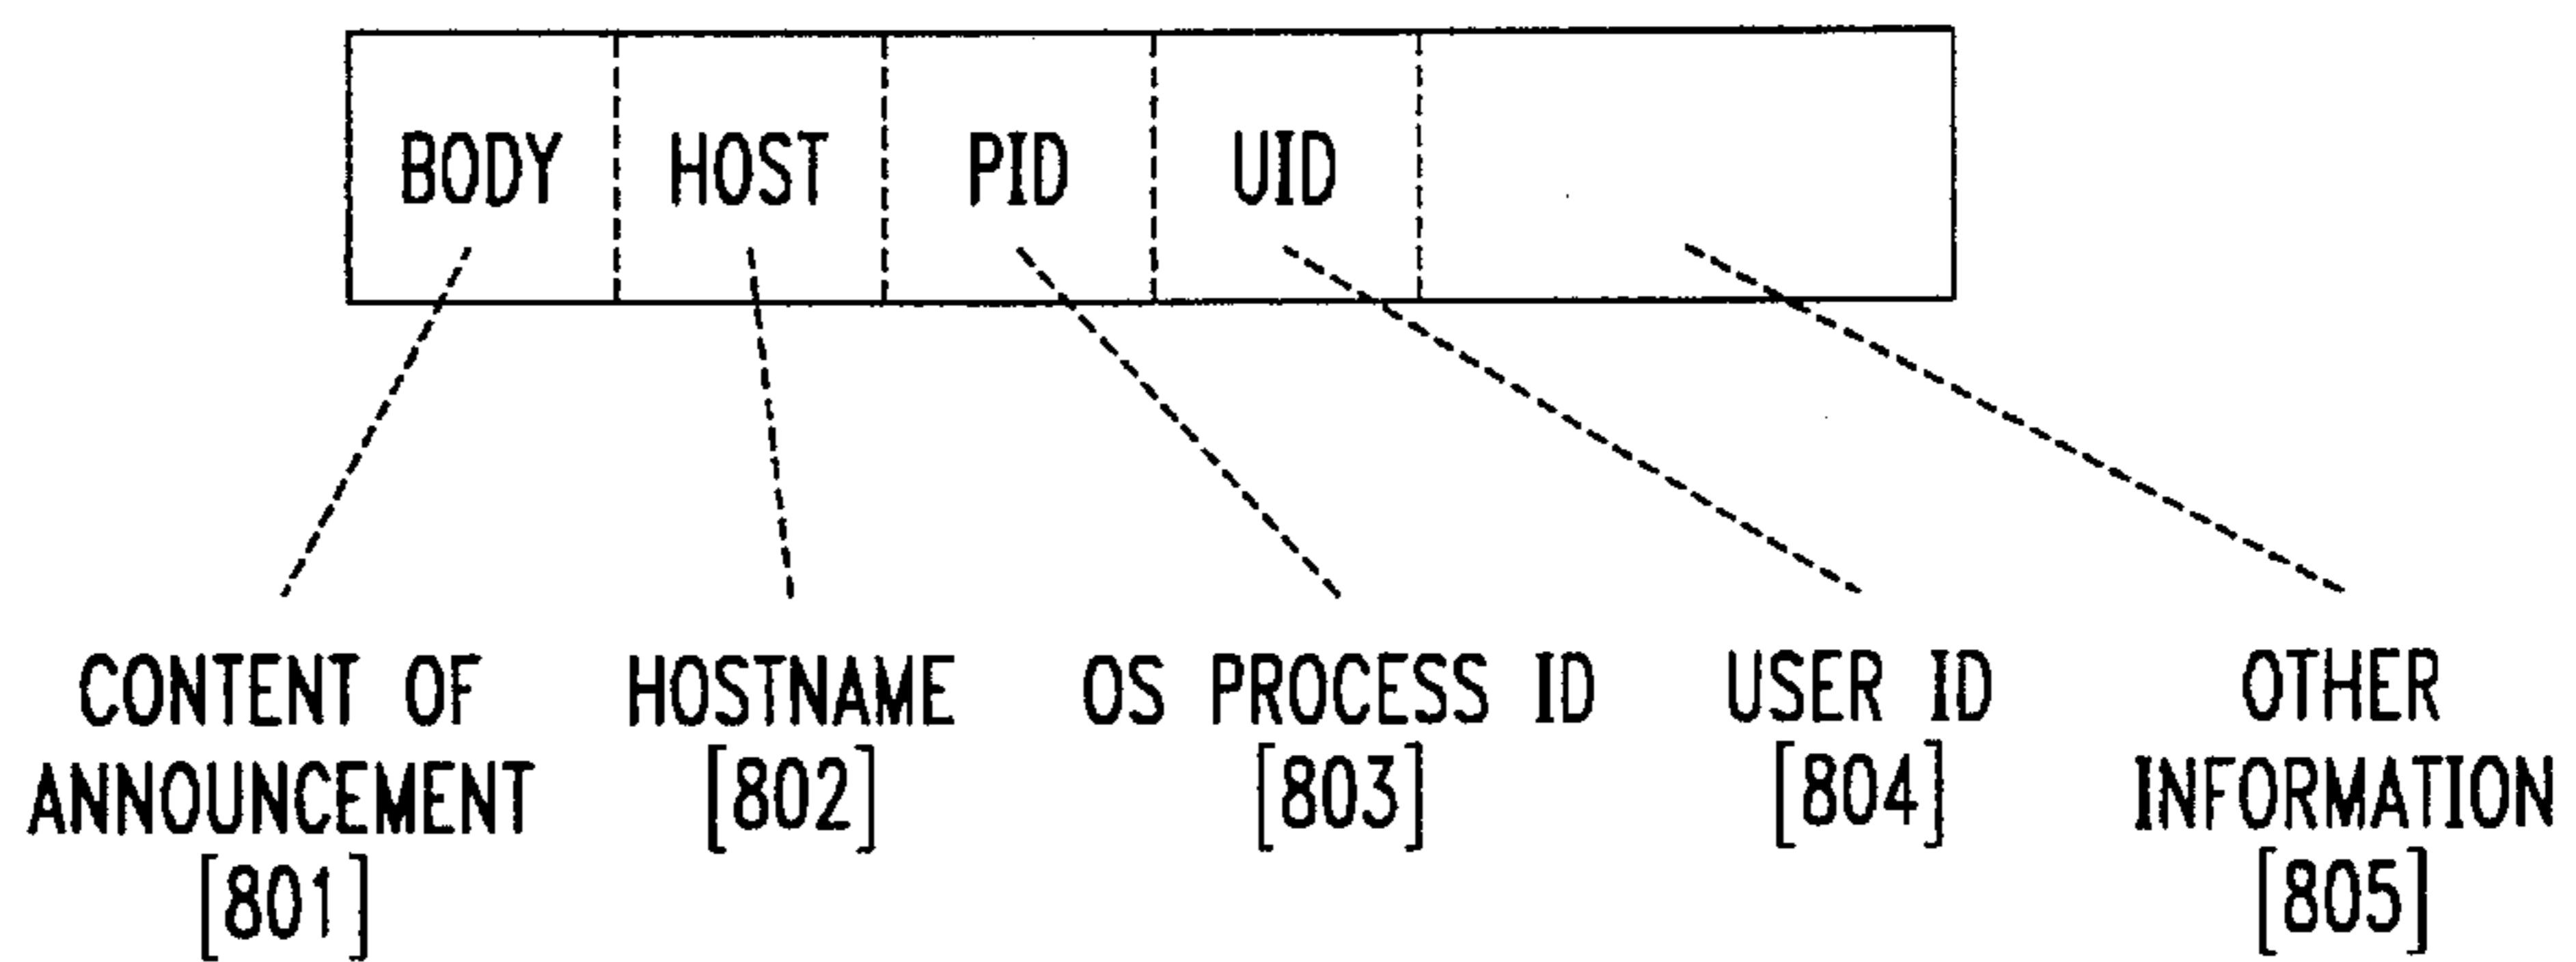 BODY HOST PID UID
CONTENT OF ANNOUNCEMENT [801]
HOSTNAME [802]
OS PROCESS ID [803]
USER ID [804]
OTHER INFORMATION [805]